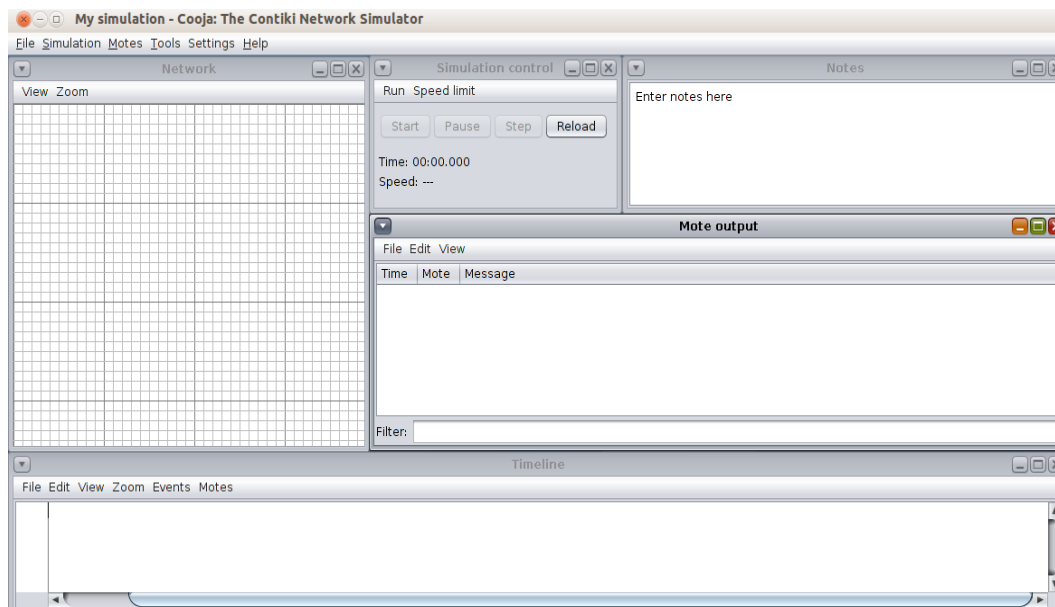 My simulation - Cooja: The Contiki Network Simulator
File Simulation Motes Tools Settings Help
Network
View Zoom
Simulation control
Run Speed limit
Start Pause Step Reload
Time: 00:00.000
Speed: ---
Notes
Enter notes here
Mote output
File Edit View
Time Mote Message
Filter:
Timeline
File Edit View Zoom Events Motes